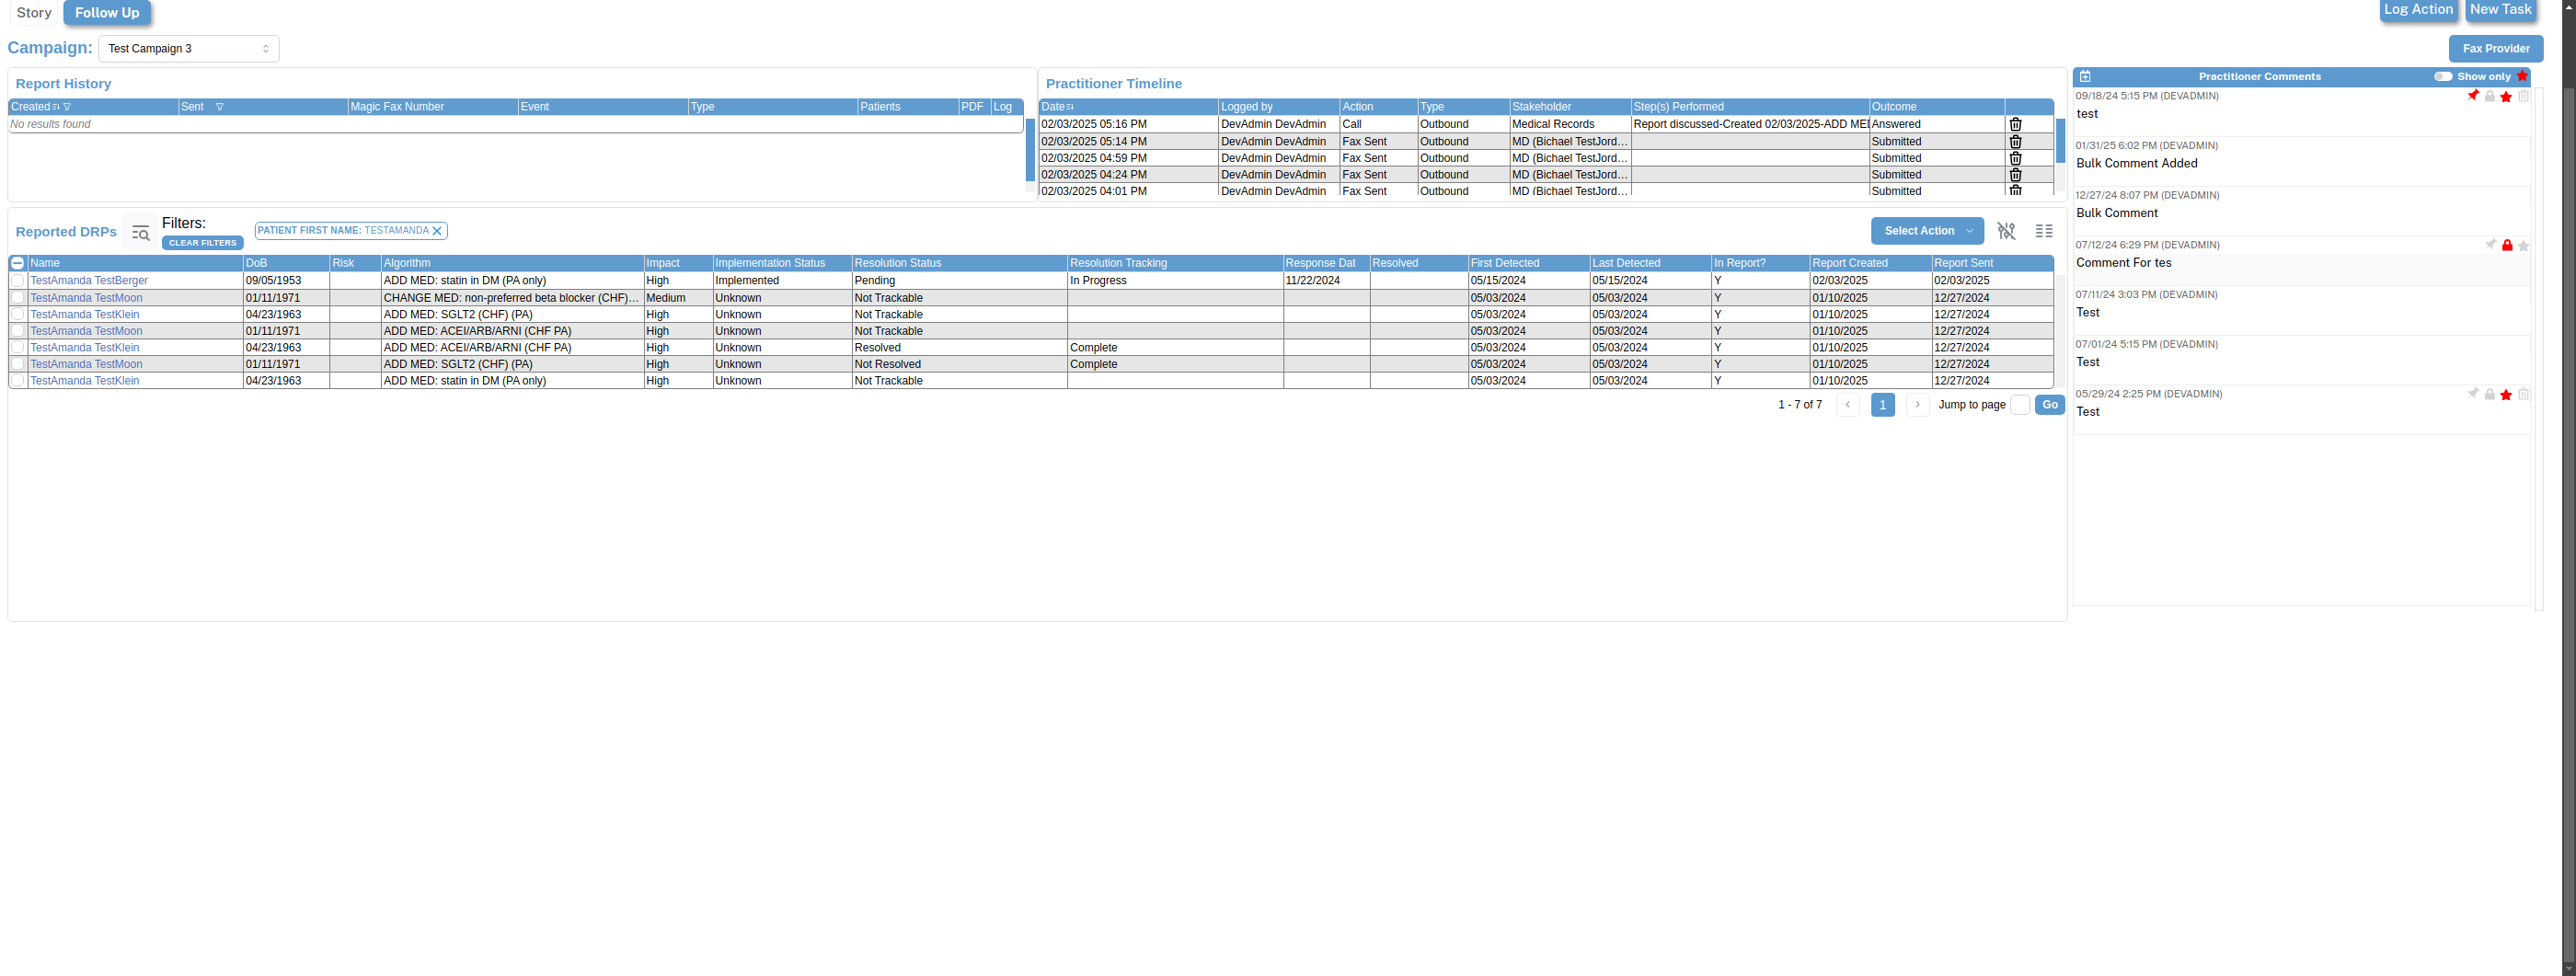 Story Follow Up Log Action New Task
Campaign: Test Campaign 3 Fax Provider
Report History
Created Sent Magic Fax Number Event Type Patients PDF Log
No results found
Practitioner Timeline
Date Logged by Action Type Stakeholder Step(s) Performed Outcome
02/03/2025 05:16 PM DevAdmin DevAdmin Call Outbound Medical Records Report discussed-Created 02/03/2025-ADD MEI Answered
02/03/2025 05:14 PM DevAdmin DevAdmin Fax Sent Outbound MD (Bichael TestJord... Submitted
02/03/2025 04:59 PM DevAdmin DevAdmin Fax Sent Outbound MD (Bichael TestJord... Submitted
02/03/2025 04:24 PM DevAdmin DevAdmin Fax Sent Outbound MD (Bichael TestJord... Submitted
02/03/2025 04:01 PM DevAdmin DevAdmin Fax Sent Outbound MD (Bichael TestJord... Submitted
Reported DRPs Filters: CLEAR FILTERS PATIENT FIRST NAME: TESTAMANDA Select Action
Name DoB Risk Algorithm Impact Implementation Status Resolution Status Resolution Tracking Response Dat Resolved First Detected Last Detected In Report? Report Created Report Sent
TestAmanda TestBerger 09/05/1953 ADD MED: statin in DM (PA only) High Implemented Pending In Progress 11/22/2024 05/15/2024 05/15/2024 Y 02/03/2025 02/03/2025
TestAmanda TestMoon 01/11/1971 CHANGE MED: non-preferred beta blocker (CHF)... Medium Unknown Not Trackable 05/03/2024 05/03/2024 Y 01/10/2025 12/27/2024
TestAmanda TestKlein 04/23/1963 ADD MED: SGLT2 (CHF) (PA) High Unknown Not Trackable 05/03/2024 05/03/2024 Y 01/10/2025 12/27/2024
TestAmanda TestMoon 01/11/1971 ADD MED: ACEI/ARB/ARNI (CHF PA) High Unknown Not Trackable 05/03/2024 05/03/2024 Y 01/10/2025 12/27/2024
TestAmanda TestKlein 04/23/1963 ADD MED: ACEI/ARB/ARNI (CHF PA) High Unknown Resolved Complete 05/03/2024 05/03/2024 Y 01/10/2025 12/27/2024
TestAmanda TestMoon 01/11/1971 ADD MED: SGLT2 (CHF) (PA) High Unknown Not Resolved Complete 05/03/2024 05/03/2024 Y 01/10/2025 12/27/2024
TestAmanda TestKlein 04/23/1963 ADD MED: statin in DM (PA only) High Unknown Not Trackable 05/03/2024 05/03/2024 Y 01/10/2025 12/27/2024
1 - 7 of 7 1 Jump to page Go
Practitioner Comments Show only
09/18/24 5:15 PM (DEVADMIN)
test
01/31/25 6:02 PM (DEVADMIN)
Bulk Comment Added
12/27/24 8:07 PM (DEVADMIN)
Bulk Comment
07/12/24 6:29 PM (DEVADMIN)
Comment For tes
07/11/24 3:03 PM (DEVADMIN)
Test
07/01/24 5:15 PM (DEVADMIN)
Test
05/29/24 2:25 PM (DEVADMIN)
Test